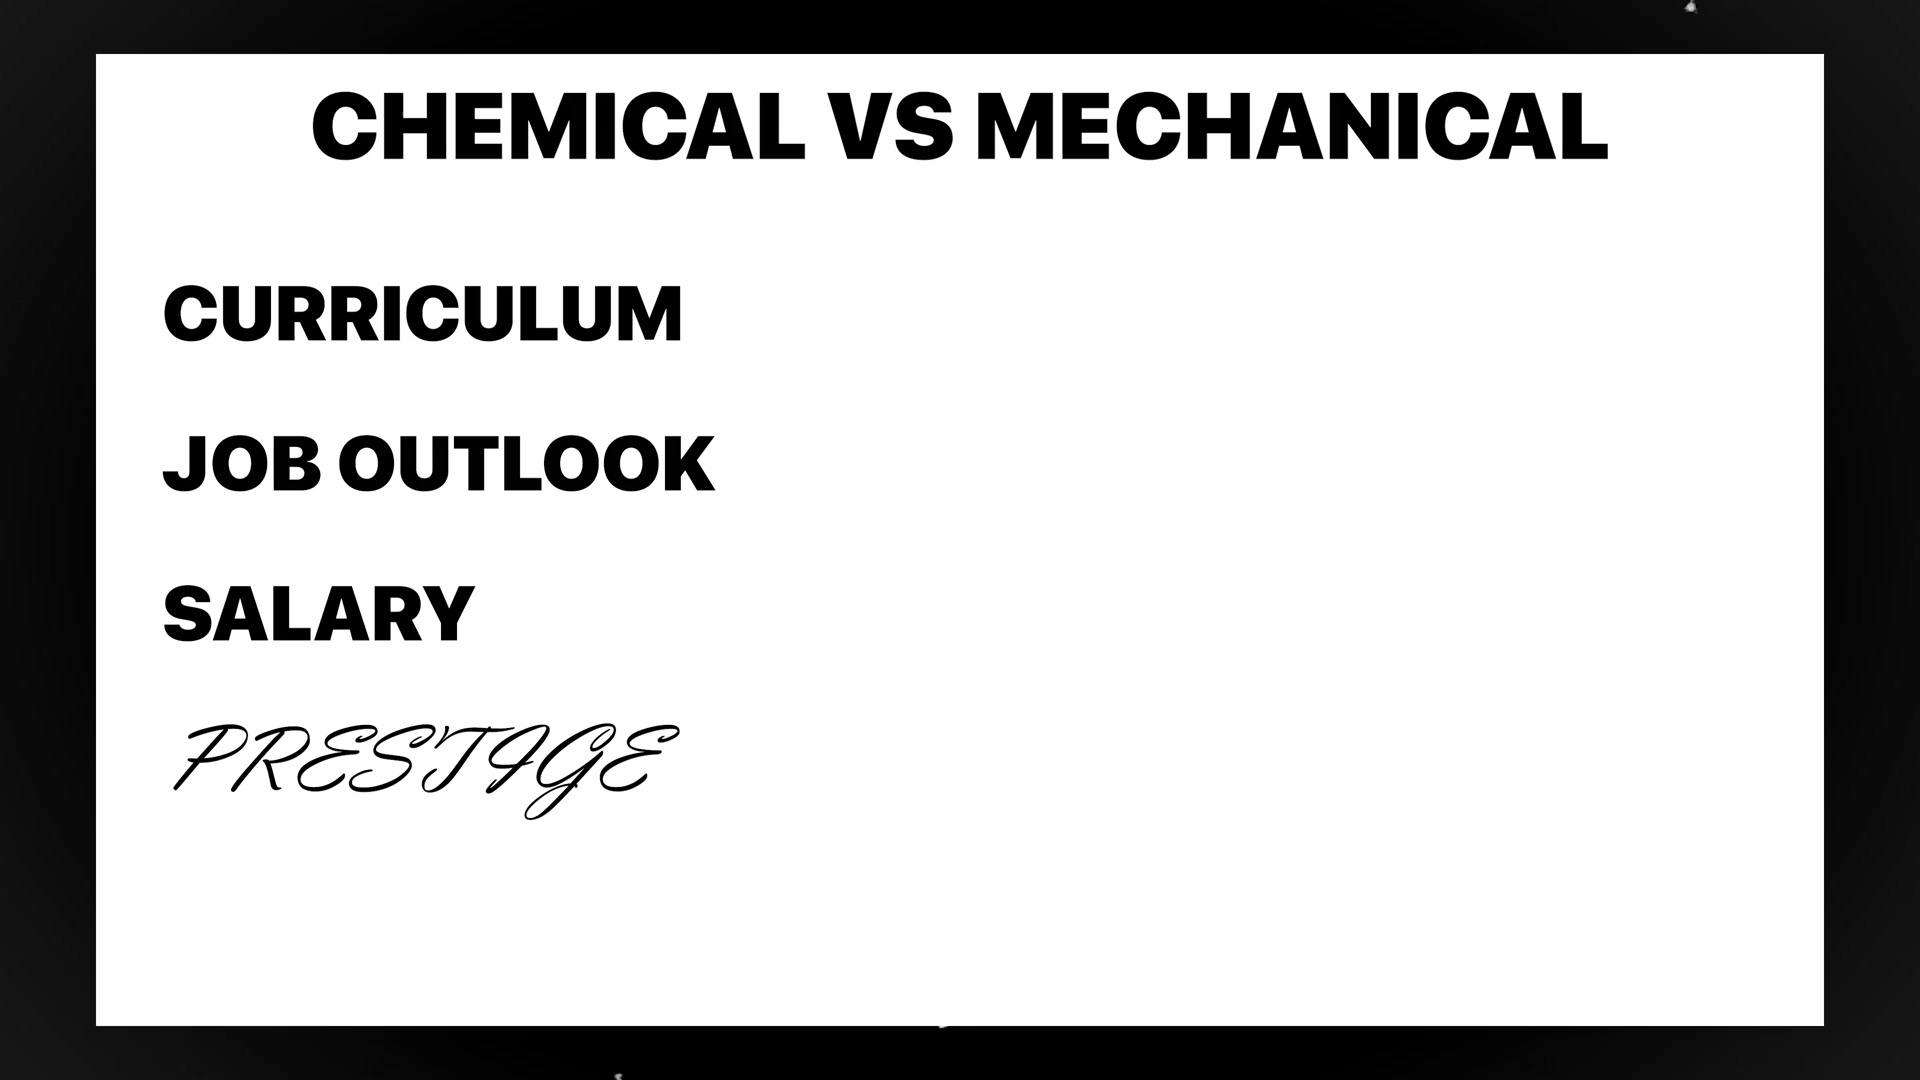 CHEMICAL VS MECHANICAL
CURRICULUM
JOB OUTLOOK
SALARY
PRESTIGE